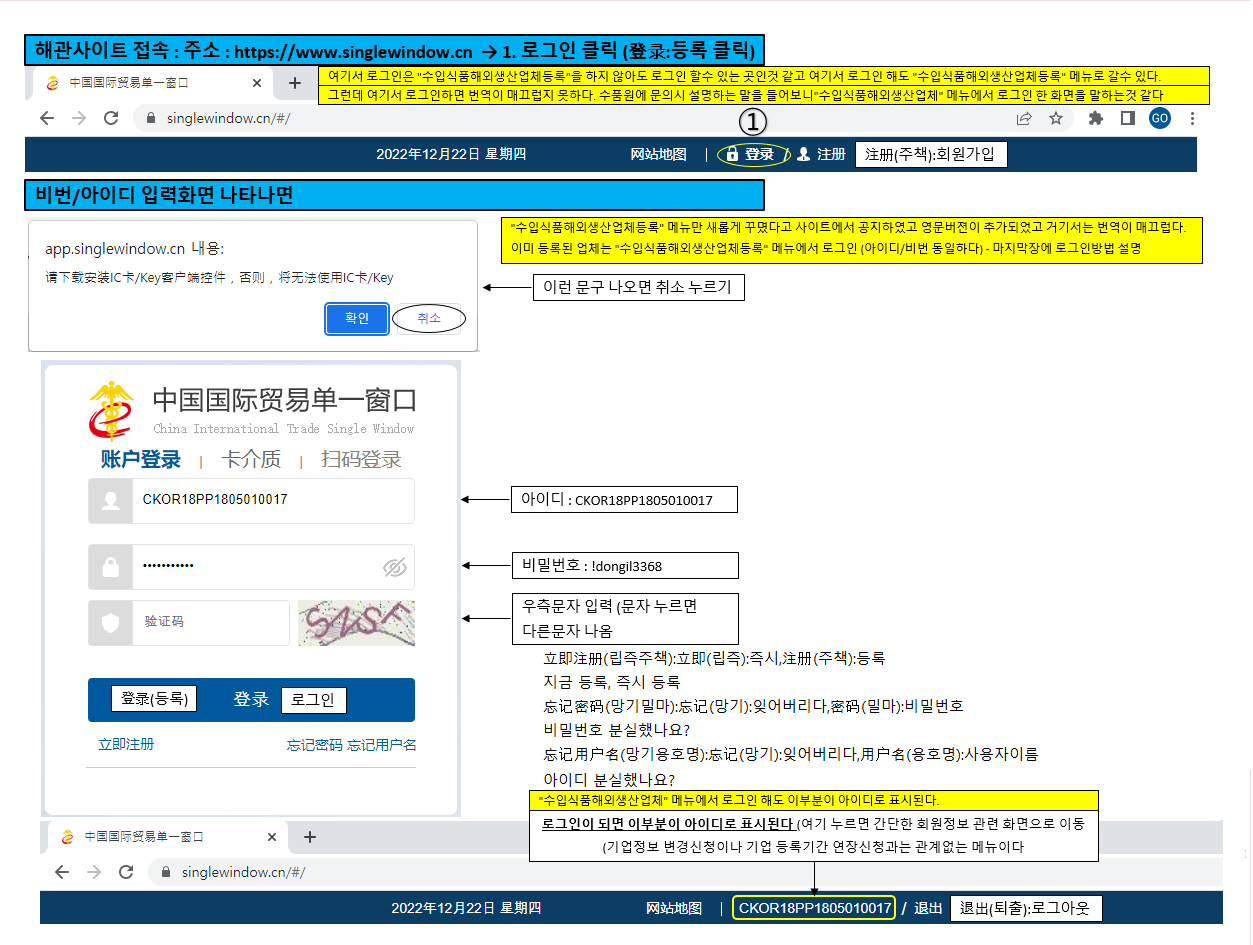 해관사이트 접속 : 주소 : https://www.singlewindow.cn → 1. 로그인 클릭 (登录:등록 클릭)
中国国际贸易单一窗口
여기서 로그인은 "수입식품해외생산업체등록"을 하지 않아도 로그인 할수 있는 곳인것 같고 여기서 로그인 해도 "수입식품해외생산업체등록" 메뉴로 갈수 있다.
그런데 여기서 로그인하면 번역이 매끄럽지 못하다. 수품원에 문의시 설명하는 말을 들어보니"수입식품해외생산업체" 메뉴에서 로그인 한 화면을 말하는것 같다
singlewindow.cn/#/
GO
①
2022年12月22日 星期四 网站地图 | 登录 / 注册 注册(주책):회원가입
비번/아이디 입력화면 나타나면
"수입식품해외생산업체등록" 메뉴만 새롭게 꾸몄다고 사이트에서 공지하였고 영문버젼이 추가되었고 거기서는 번역이 매끄럽다.
이미 등록된 업체는 "수입식품해외생산업체등록" 메뉴에서 로그인 (아이디/비번 동일하다) - 마지막장에 로그인방법 설명
app.singlewindow.cn 내용:
请下载安装IC卡/Key客户端控件，否则，将无法使用IC卡/Key
이런 문구 나오면 취소 누르기
확인 취소
中国国际贸易单一窗口
China International Trade Single Window
账户登录 | 卡介质 | 扫码登录
CKOR18PP1805010017
아이디 : CKOR18PP1805010017
•••••••••••
비밀번호 : !dongil3368
验证码
우측문자 입력 (문자 누르면
다른문자 나옴
立即注册(립즉주책):立即(립즉):즉시,注册(주책):등록
지금 등록, 즉시 등록
登录(등록) 登录 로그인
忘记密码(망기밀마):忘记(망기):잊어버리다,密码(밀마):비밀번호
비밀번호 분실했나요?
立即注册 忘记密码 忘记用户名
忘记用户名(망기용호명):忘记(망기):잊어버리다,用户名(용호명):사용자이름
아이디 분실했나요?
"수입식품해외생산업체" 메뉴에서 로그인 해도 이부분이 아이디로 표시된다.
로그인이 되면 이부분이 아이디로 표시된다 (여기 누르면 간단한 회원정보 관련 화면으로 이동
(기업정보 변경신청이나 기업 등록기간 연장신청과는 관계없는 메뉴이다
中国国际贸易单一窗口
singlewindow.cn/#/
2022年12月22日 星期四 网站地图 | CKOR18PP1805010017 / 退出 退出(퇴출):로그아웃